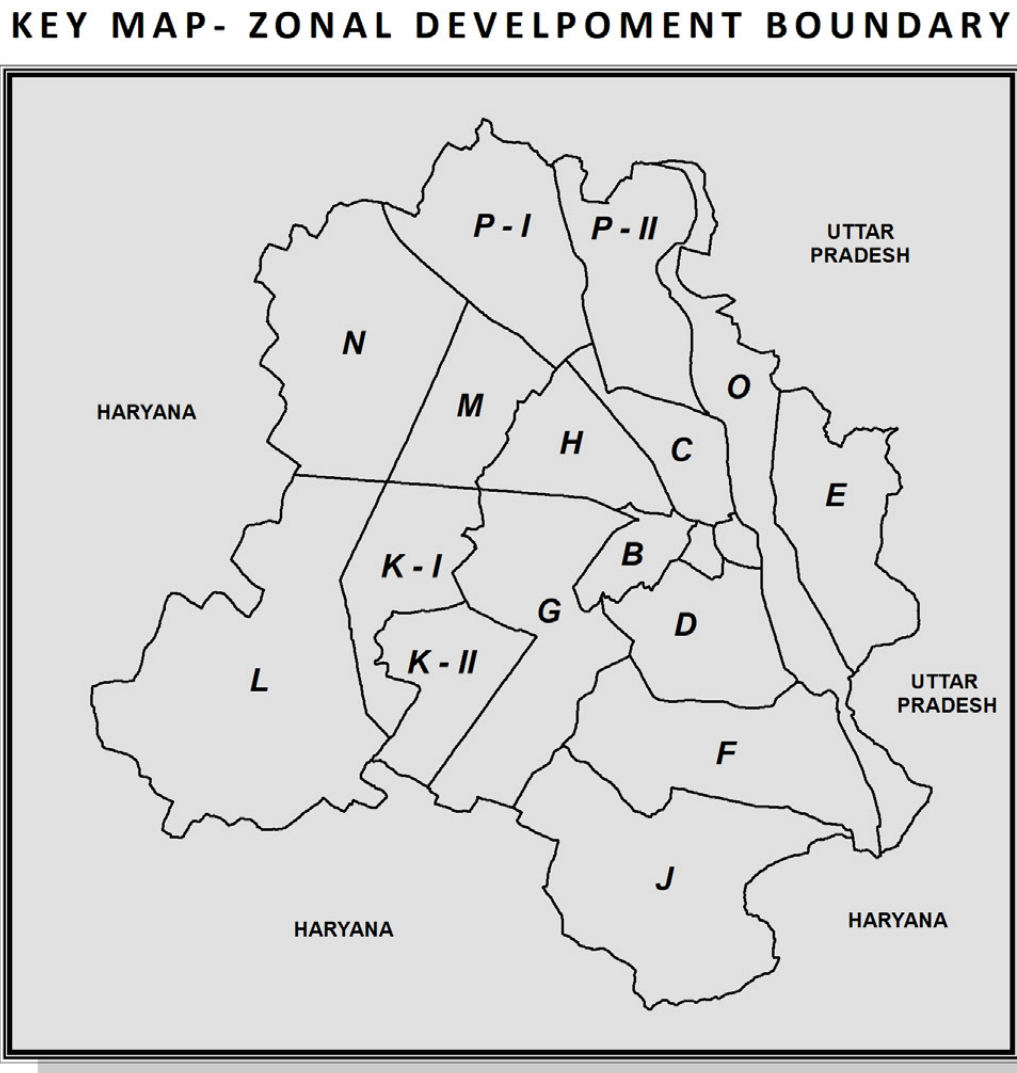 KEY MAP- ZONAL DEVELPOMENT BOUNDARY
P - I
P - II
UTTAR
PRADESH
N
O
M
HARYANA
H
C
E
B
K - I
G
D
K - II
L
UTTAR
PRADESH
F
J
HARYANA
HARYANA